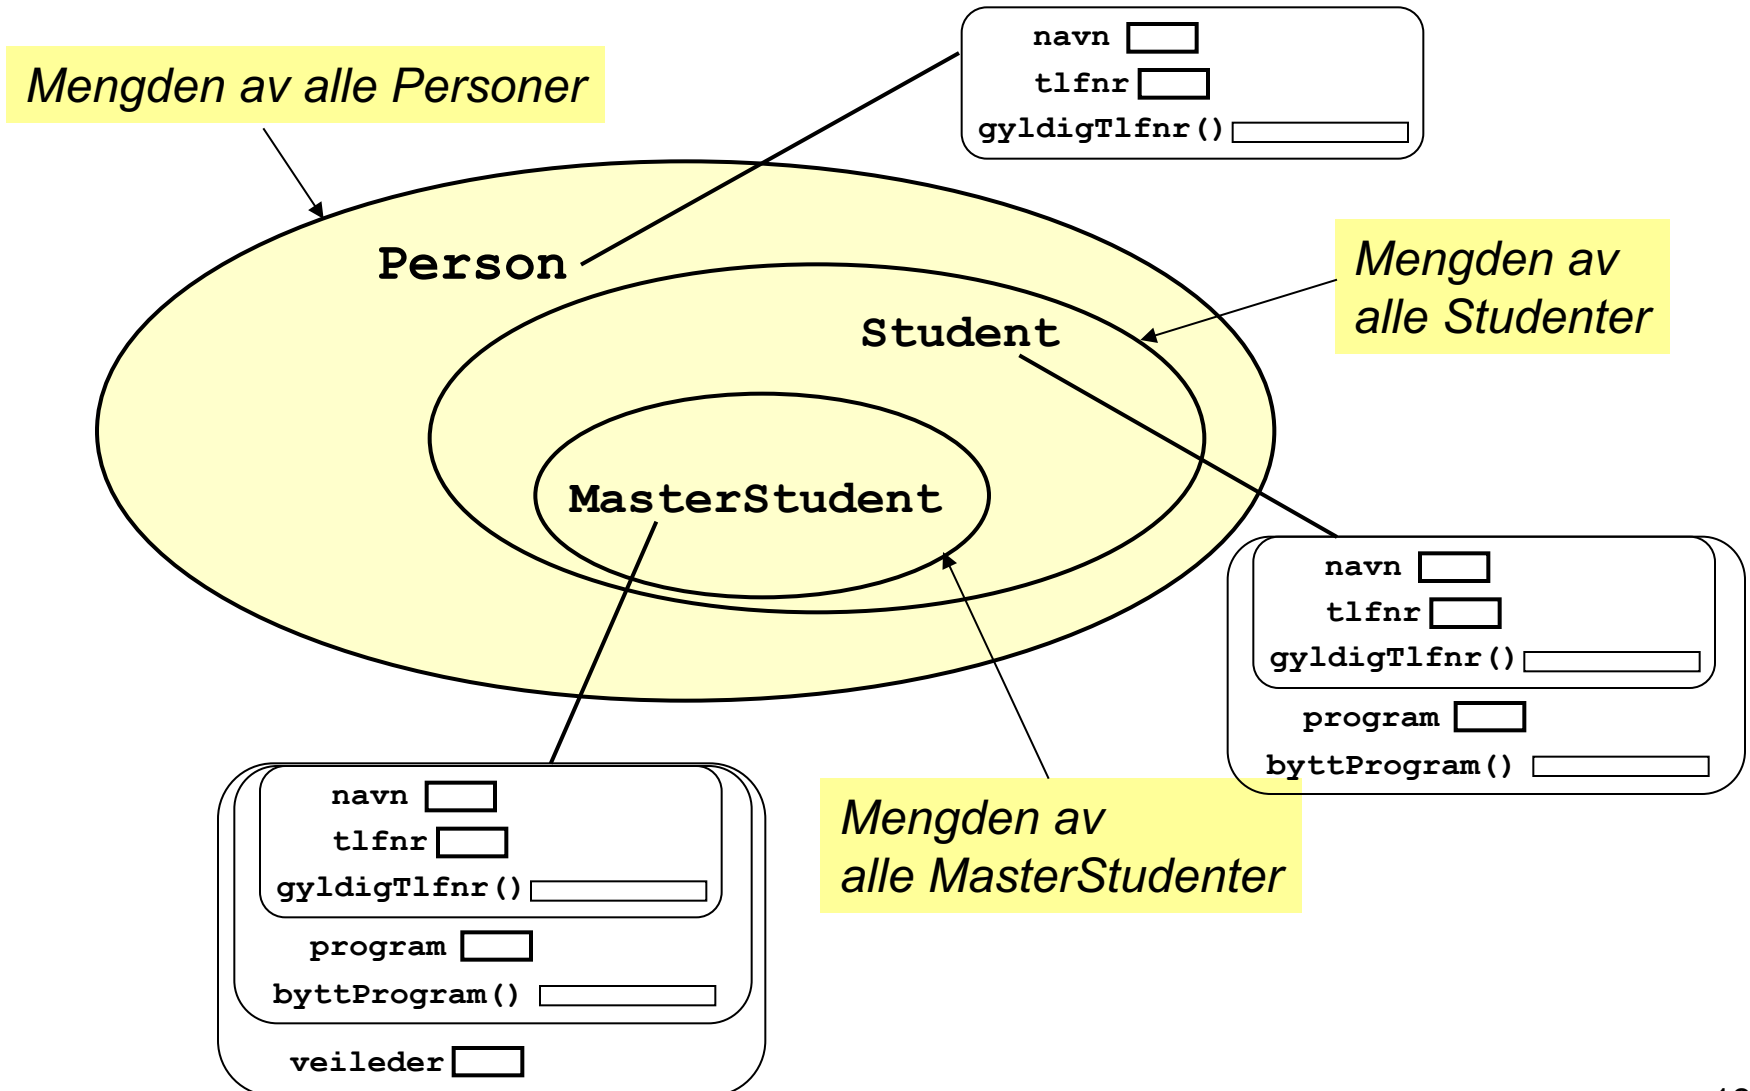 navn
tlfnr
gyldigTlfnr()
Mengden av alle Personer
Person
Mengden av
alle Studenter
Student
MasterStudent
navn
tlfnr
gyldigTlfnr()
program
byttProgram()
navn
tlfnr
gyldigTlfnr()
program
byttProgram()
veileder
Mengden av
alle MasterStudenter